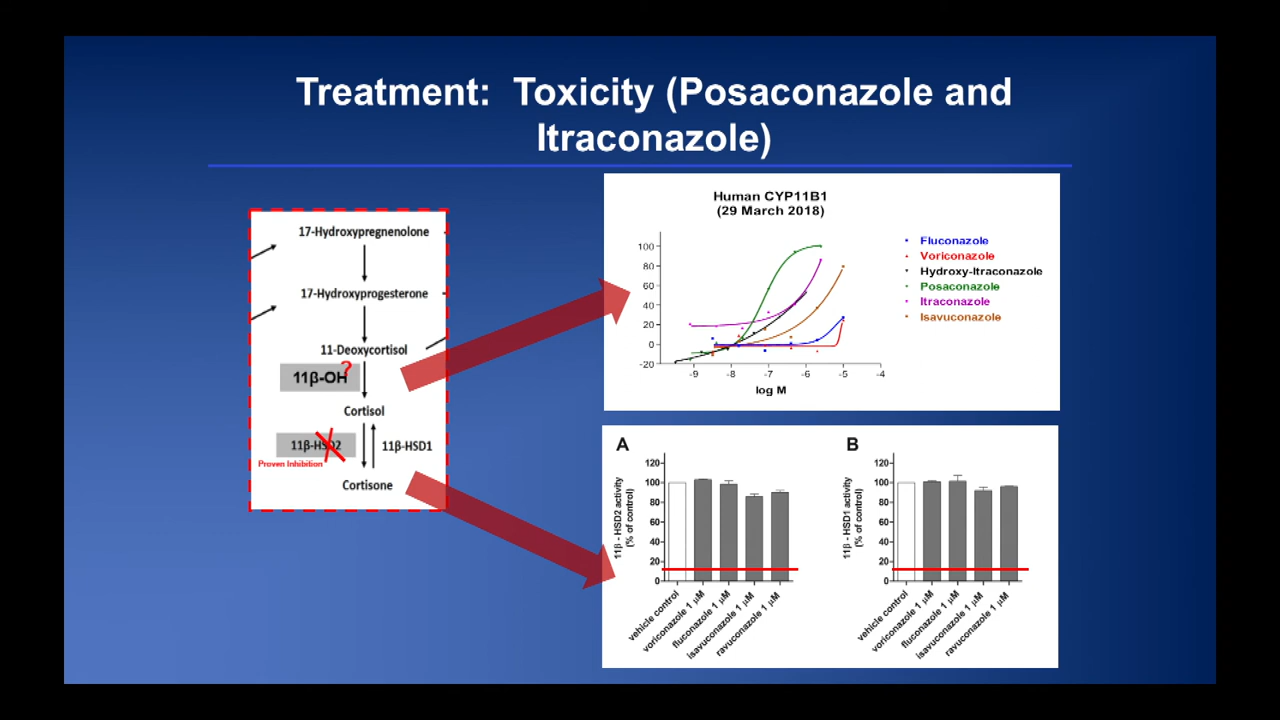 Treatment: Toxicity (Posaconazole and
Itraconazole)
17-Hydroxypregnenolone
17-Hydroxyprogesterone
11-Deoxycortisol
11β-OH?
Cortisol
11β-HSD2
11β-HSD1
Proven Inhibition
Cortisone
Human CYP11B1
(29 March 2018)
100
80
60
40
20
0
-20
-9
-8
-7
-6
-5
-4
log M
Fluconazole
Voriconazole
Hydroxy-Itraconazole
Posaconazole
Itraconazole
Isavuconazole
A
11β - HSD2 activity
(% of control)
120
100
80
60
40
20
0
vehicle control
voriconazole 1 µM
fluconazole 1 µM
isavuconazole 1 µM
ravuconazole 1 µM
B
11β - HSD1 activity
(% of control)
120
100
80
60
40
20
0
vehicle control
voriconazole 1 µM
fluconazole 1 µM
isavuconazole 1 µM
ravuconazole 1 µM